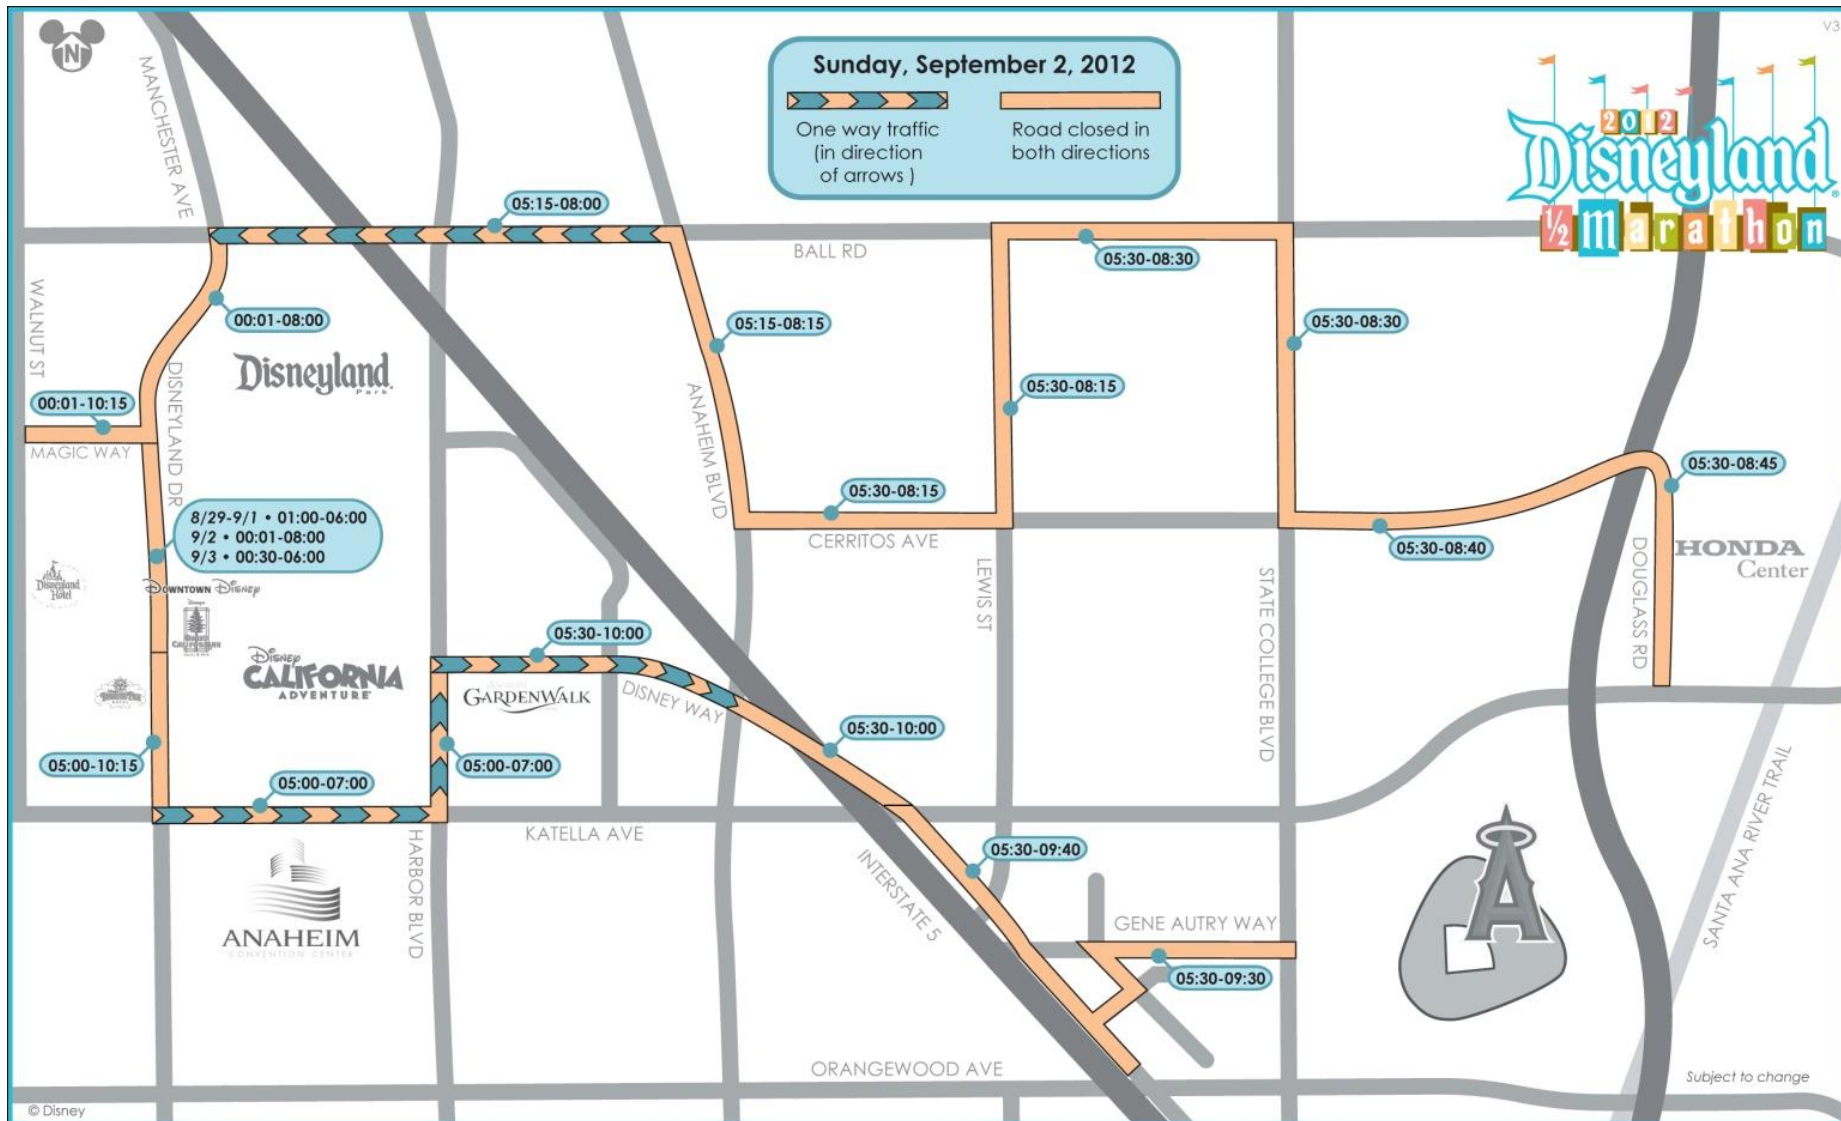 V3
N
Sunday, September 2, 2012
One way traffic
(in direction
of arrows )
Road closed in
both directions
2012
Disneyland®
½ Marathon
MANCHESTER AVE
05:15-08:00
BALL RD
05:30-08:30
WALNUT ST
00:01-08:00
05:15-08:15
05:30-08:30
DISNEYLAND DR
Disneyland
Park
00:01-10:15
05:30-08:15
ANAHEIM BLVD
MAGIC WAY
05:30-08:45
8/29-9/1 • 01:00-06:00
9/2 • 00:01-08:00
9/3 • 00:30-06:00
05:30-08:15
CERRITOS AVE
05:30-08:40
HONDA
Center
DOUGLASS RD
LEWIS ST
STATE COLLEGE BLVD
Disneyland
Hotel
DOWNTOWN DISNEY
05:30-10:00
Disney
CALIFORNIA
ADVENTURE
GARDENWALK
DISNEY WAY
05:00-10:15
05:00-07:00
05:00-07:00
05:30-10:00
KATELLA AVE
HARBOR BLVD
INTERSTATE 5
05:30-09:40
SANTA ANA RIVER TRAIL
A
ANAHEIM
CONVENTION CENTER
GENE AUTRY WAY
05:30-09:30
ORANGEWOOD AVE
Subject to change
© Disney